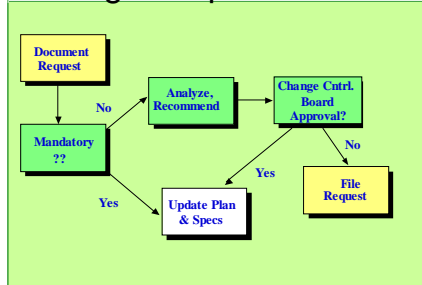 Document
Request
No
Analyze,
Recommend
Change Cntrl.
Board
Approval?
Mandatory
??
Yes
No
Yes
Update Plan
& Specs
File
Request